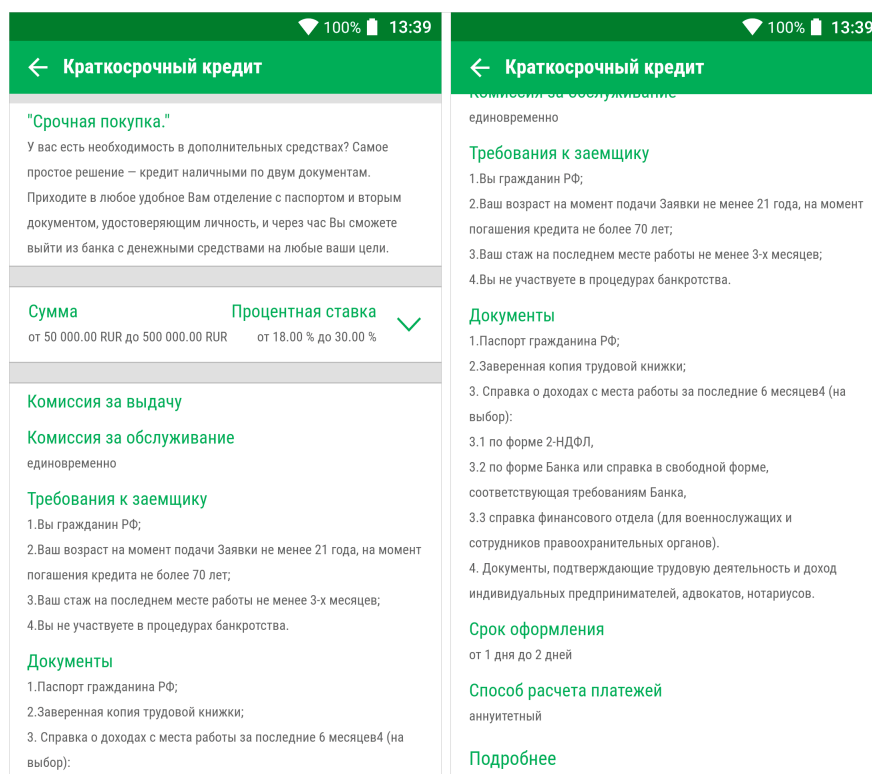 100% 13:39
Краткосрочный кредит
"Срочная покупка."
У вас есть необходимость в дополнительных средствах? Самое
простое решение — кредит наличными по двум документам.
Приходите в любое удобное Вам отделение с паспортом и вторым
документом, удостоверяющим личность, и через час Вы сможете
выйти из банка с денежными средствами на любые ваши цели.
Сумма Процентная ставка
от 50 000.00 RUR до 500 000.00 RUR от 18.00 % до 30.00 %
Комиссия за выдачу
Комиссия за обслуживание
единовременно
Требования к заемщику
1.Вы гражданин РФ;
2.Ваш возраст на момент подачи Заявки не менее 21 года, на момент
погашения кредита не более 70 лет;
3.Ваш стаж на последнем месте работы не менее 3-х месяцев;
4.Вы не участвуете в процедурах банкротства.
Документы
1.Паспорт гражданина РФ;
2.Заверенная копия трудовой книжки;
3. Справка о доходах с места работы за последние 6 месяцев4 (на
выбор):
100% 13:39
Краткосрочный кредит
Комиссия за обслуживание
единовременно
Требования к заемщику
1.Вы гражданин РФ;
2.Ваш возраст на момент подачи Заявки не менее 21 года, на момент
погашения кредита не более 70 лет;
3.Ваш стаж на последнем месте работы не менее 3-х месяцев;
4.Вы не участвуете в процедурах банкротства.
Документы
1.Паспорт гражданина РФ;
2.Заверенная копия трудовой книжки;
3. Справка о доходах с места работы за последние 6 месяцев4 (на
выбор):
3.1 по форме 2-НДФЛ,
3.2 по форме Банка или справка в свободной форме,
соответствующая требованиям Банка,
3.3 справка финансового отдела (для военнослужащих и
сотрудников правоохранительных органов).
4. Документы, подтверждающие трудовую деятельность и доход
индивидуальных предпринимателей, адвокатов, нотариусов.
Срок оформления
от 1 дня до 2 дней
Способ расчета платежей
аннуитетный
Подробнее